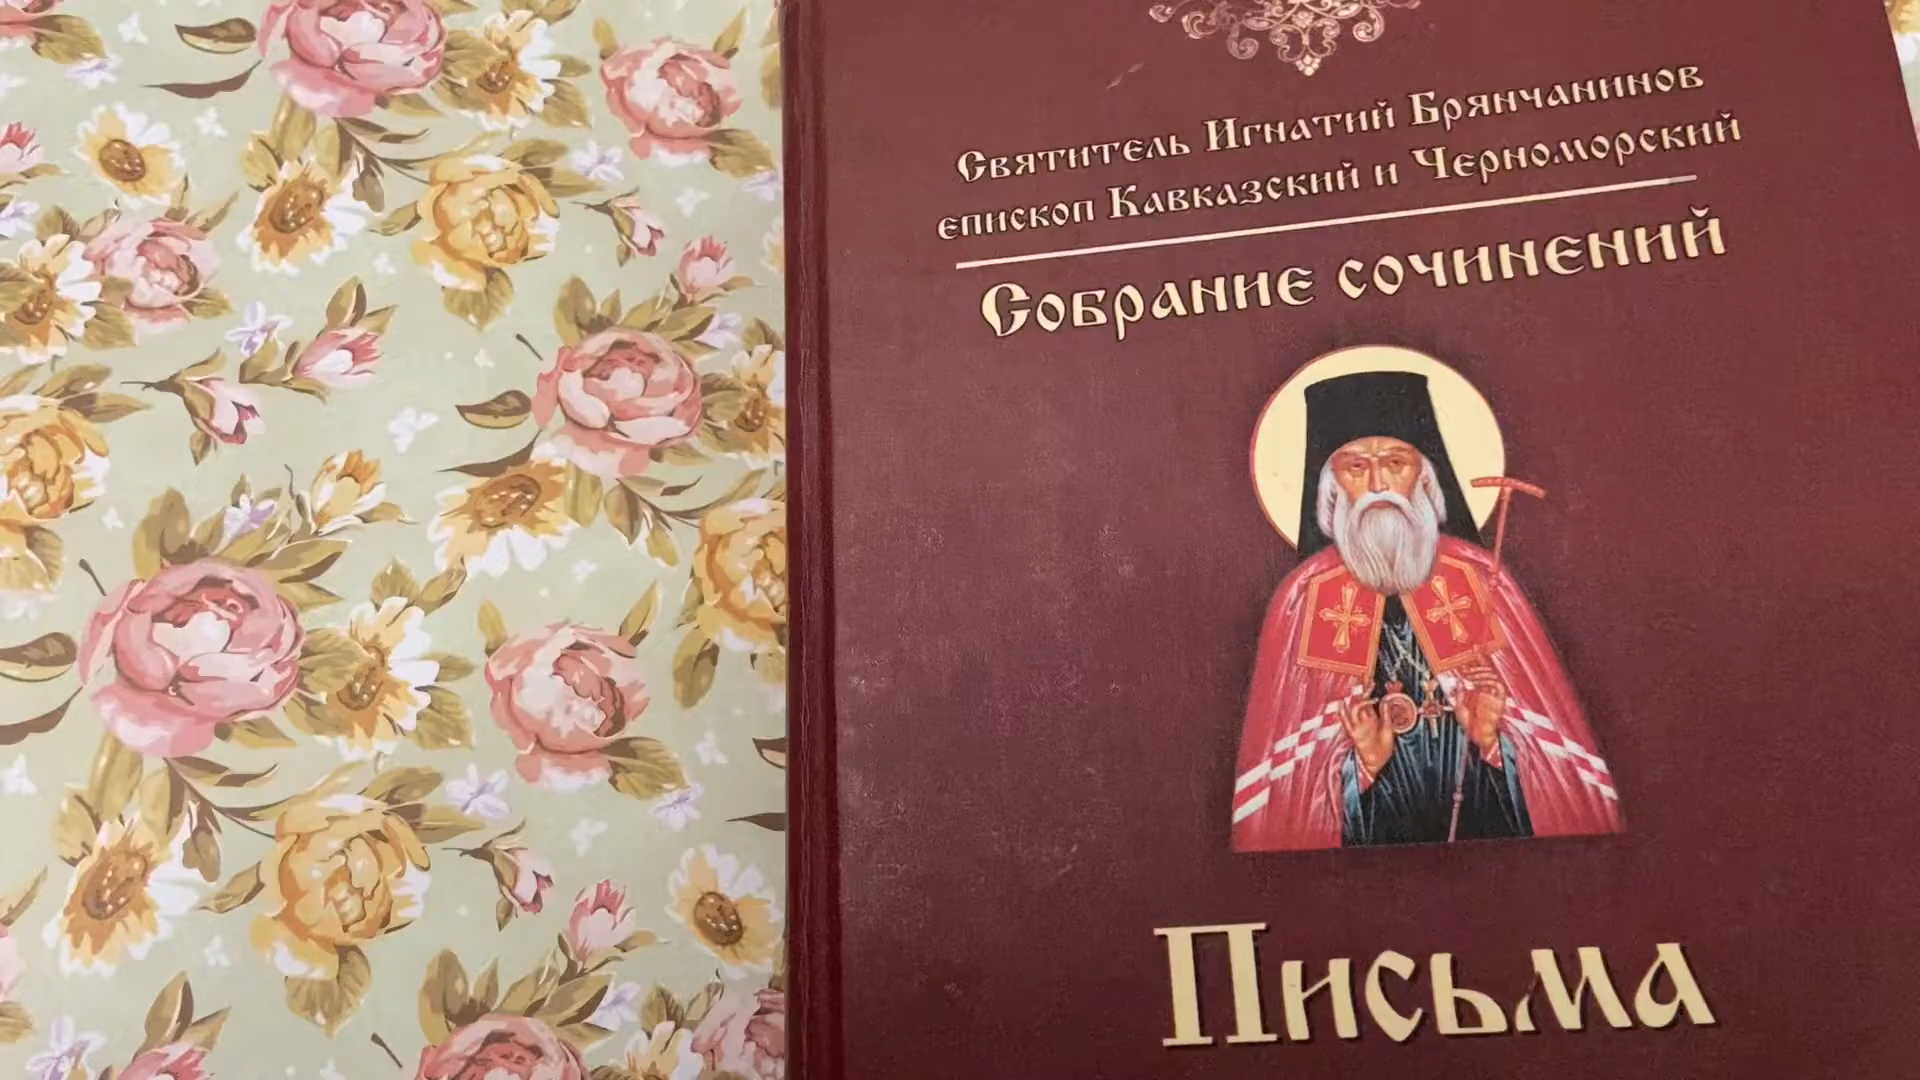 Святитель Игнатий Брянчанинов
епископ Кавказский и Черноморский
Собрание сочинений
Письма